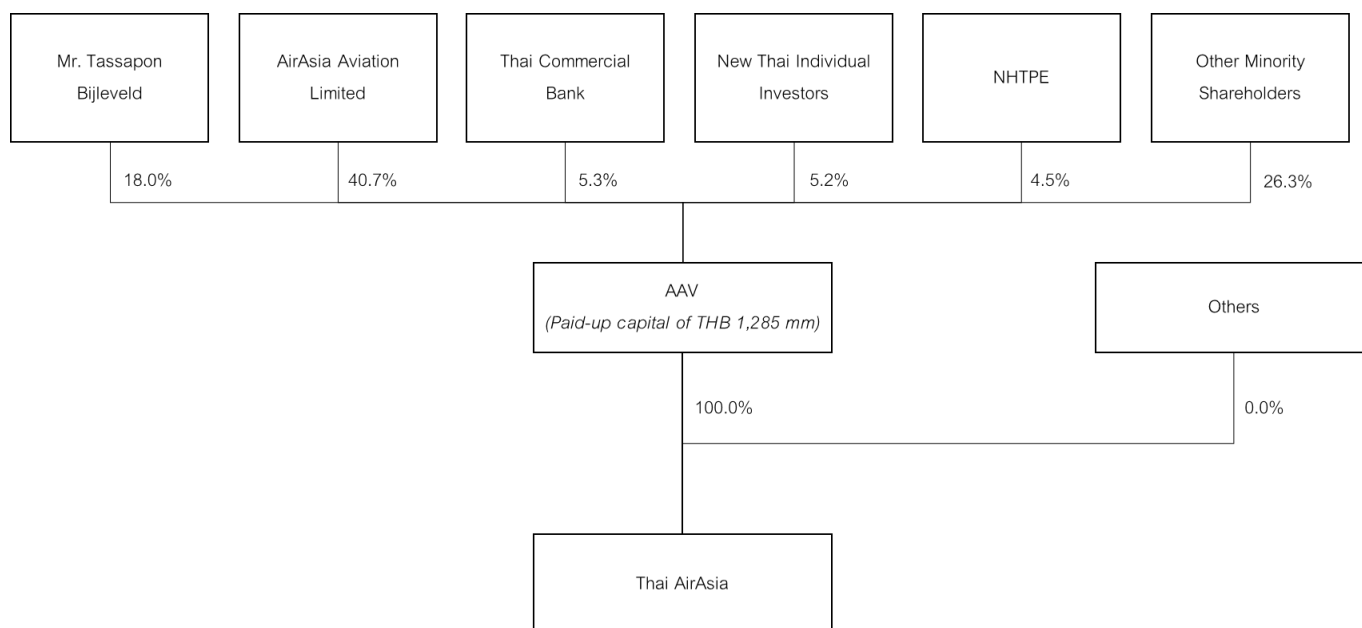 Mr. Tassapon
Bijleveld
AirAsia Aviation
Limited
Thai Commercial
Bank
New Thai Individual
Investors
NHTPE
Other Minority
Shareholders
18.0%
40.7%
5.3%
5.2%
4.5%
26.3%
AAV
(Paid-up capital of THB 1,285 mm)
Others
100.0%
0.0%
Thai AirAsia